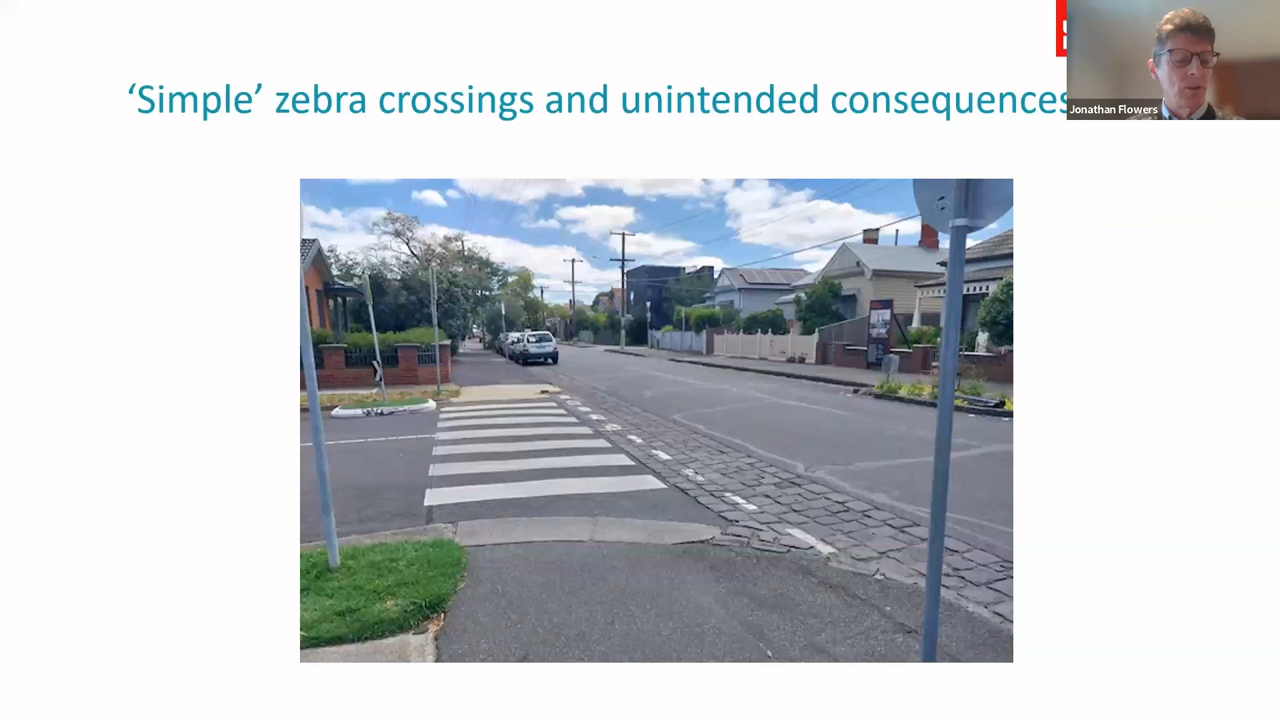 ‘Simple’ zebra crossings and unintended consequences
Jonathan Flowers